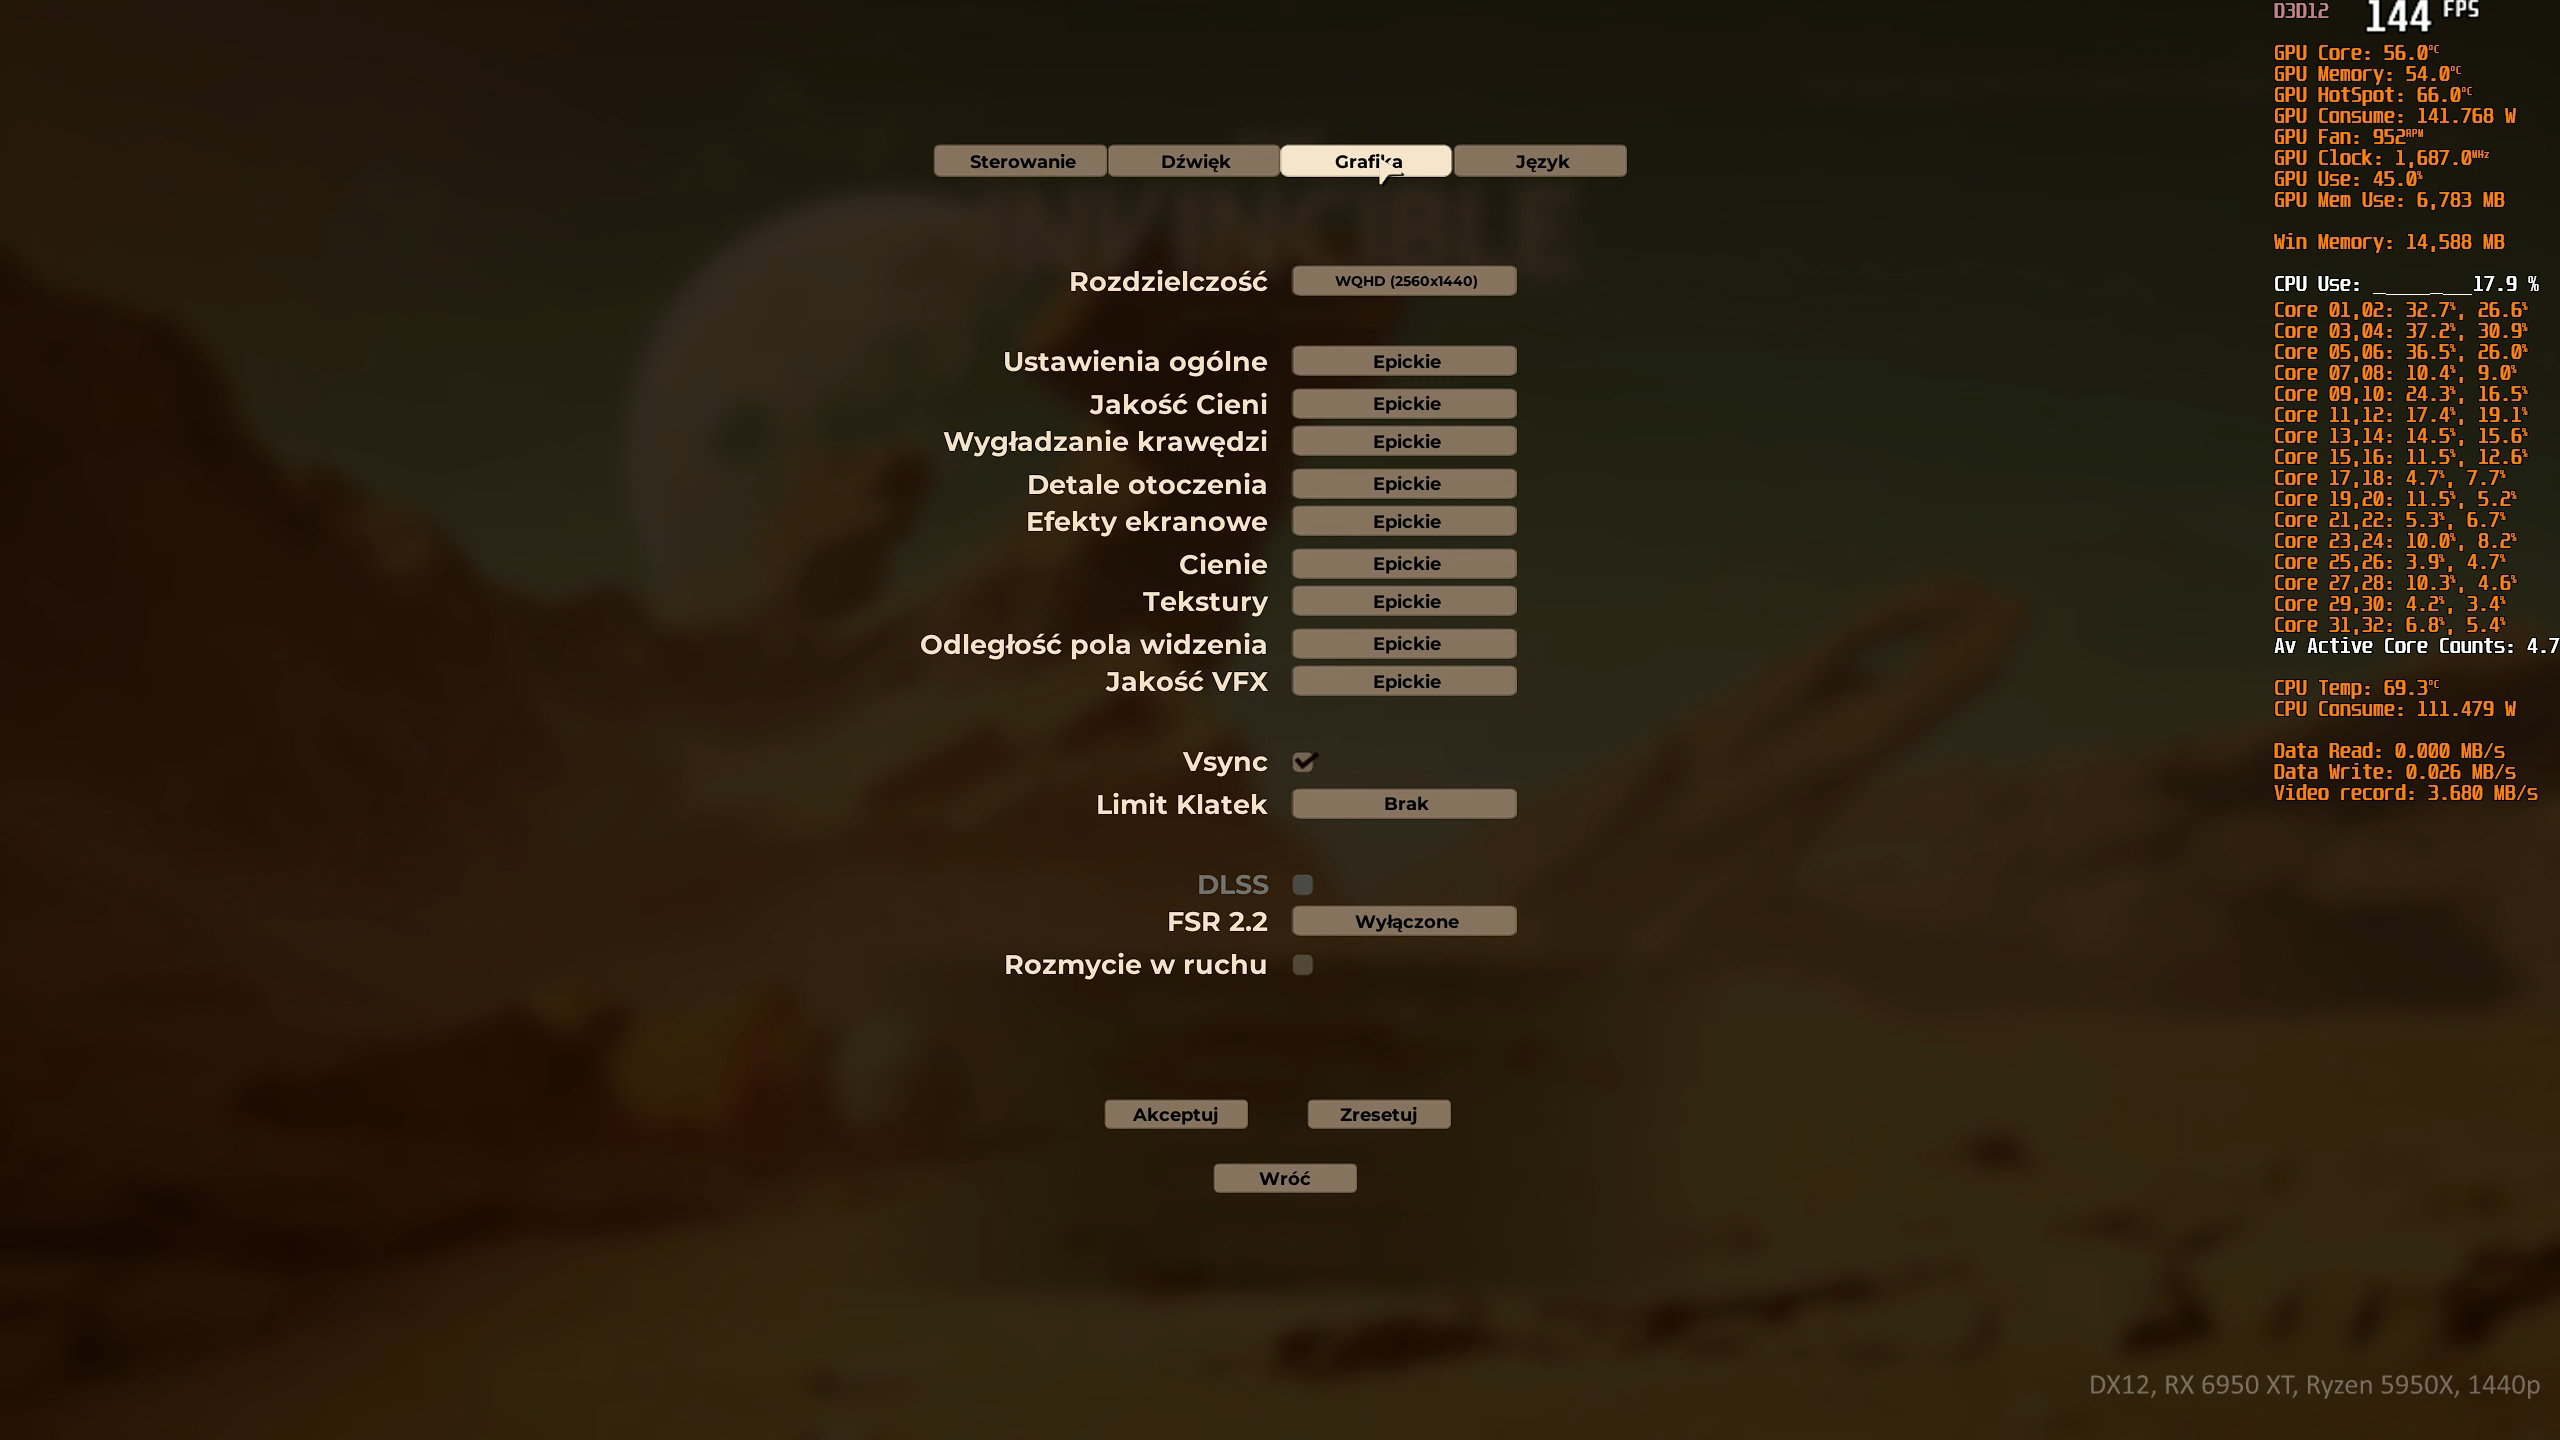 D3D12 144 FPS
GPU Core: 56.0°C
GPU Memory: 54.0°C
GPU HotSpot: 66.0°C
GPU Consume: 141.768 W
GPU Fan: 952RPM
GPU Clock: 1,687.0MHz
GPU Use: 45.0%
GPU Mem Use: 6,783 MB
Win Memory: 14,588 MB
CPU Use: _________17.9 %
Core 01,02: 32.7%, 26.6%
Core 03,04: 37.2%, 30.9%
Core 05,06: 36.5%, 26.0%
Core 07,08: 10.4%, 9.0%
Core 09,10: 24.3%, 16.5%
Core 11,12: 17.4%, 19.1%
Core 13,14: 14.5%, 15.6%
Core 15,16: 11.5%, 12.6%
Core 17,18: 4.7%, 7.7%
Core 19,20: 11.5%, 5.2%
Core 21,22: 5.3%, 6.7%
Core 23,24: 10.0%, 8.2%
Core 25,26: 3.9%, 4.7%
Core 27,28: 10.3%, 4.6%
Core 29,30: 4.2%, 3.4%
Core 31,32: 6.8%, 5.4%
Av Active Core Counts: 4.7
CPU Temp: 69.3°C
CPU Consume: 111.479 W
Data Read: 0.000 MB/s
Data Write: 0.026 MB/s
Video record: 3.680 MB/s
Sterowanie Dźwięk Grafika Język
INVINCIBLE
Rozdzielczość WQHD (2560x1440)
Ustawienia ogólne Epickie
Jakość Cieni Epickie
Wygładzanie krawędzi Epickie
Detale otoczenia Epickie
Efekty ekranowe Epickie
Cienie Epickie
Tekstury Epickie
Odległość pola widzenia Epickie
Jakość VFX Epickie
Vsync
Limit Klatek Brak
DLSS
FSR 2.2 Wyłączone
Rozmycie w ruchu
Akceptuj Zresetuj
Wróć
DX12, RX 6950 XT, Ryzen 5950X, 1440p